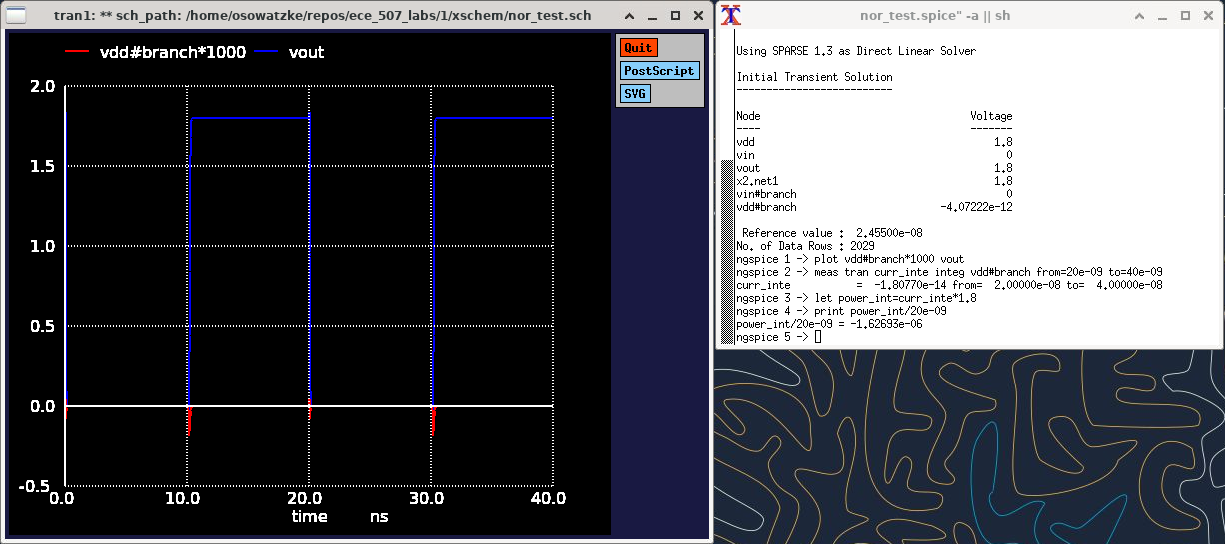 tran1: ** sch_path: /home/osowatzke/repos/ece_507_labs/1/xschem/nor_test.sch
vdd#branch*1000 vout
2.0
1.5
1.0
0.5
0.0
-0.5
0.0 10.0 20.0 30.0 40.0
time ns
Quit
PostScript
SVG
nor_test.spice" -a || sh
Using SPARSE 1.3 as Direct Linear Solver
Initial Transient Solution
--------------------------
Node Voltage
---- -------
vdd 1.8
vin 0
vout 1.8
x2.net1 1.8
vin#branch 0
vdd#branch -4.07222e-12
Reference value : 2.45500e-08
No. of Data Rows : 2029
ngspice 1 -> plot vdd#branch*1000 vout
ngspice 2 -> meas tran curr_inte integ vdd#branch from=20e-09 to=40e-09
curr_inte = -1.80770e-14 from= 2.00000e-08 to= 4.00000e-08
ngspice 3 -> let power_int=curr_inte*1.8
ngspice 4 -> print power_int/20e-09
power_int/20e-09 = -1.62693e-06
ngspice 5 ->